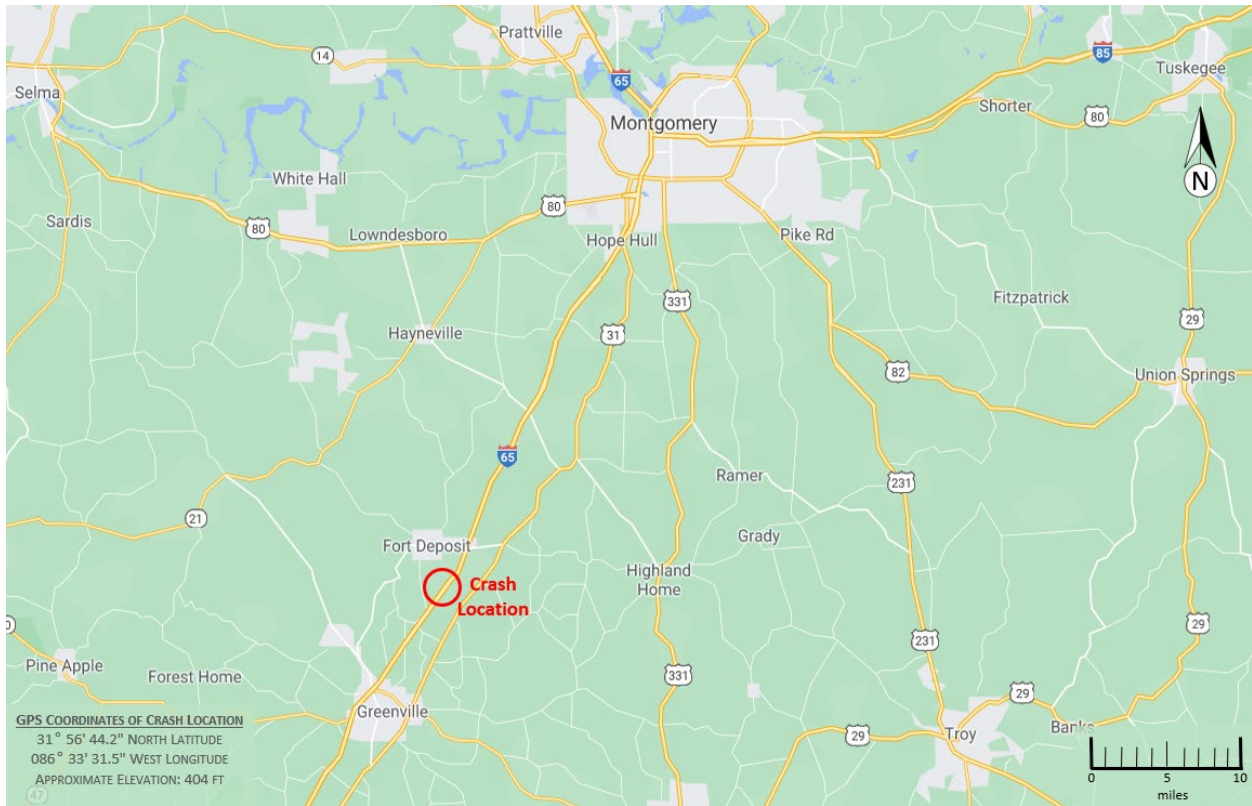 Prattville
14
65
85
Tuskegee
Selma
Shorter
80
Montgomery
N
White Hall
80
80
Sardis
Lowndesboro
Hope Hull
Pike Rd
331
Fitzpatrick
29
Hayneville
31
82
Union Springs
65
Ramer
231
21
Fort Deposit
Grady
Highland
Home
Crash
Location
29
231
Pine Apple
Forest Home
331
29
Greenville
Troy
Banks
29
GPS COORDINATES OF CRASH LOCATION
31° 56' 44.2" NORTH LATITUDE
086° 33' 31.5" WEST LONGITUDE
APPROXIMATE ELEVATION: 404 FT
47
0 5 10
miles